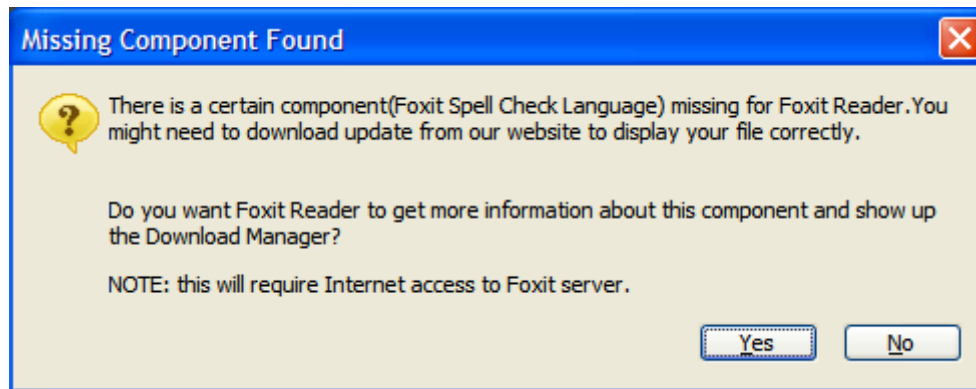 Missing Component Found
There is a certain component(Foxit Spell Check Language) missing for Foxit Reader.You
might need to download update from our website to display your file correctly.
Do you want Foxit Reader to get more information about this component and show up
the Download Manager?
NOTE: this will require Internet access to Foxit server.
Yes
No